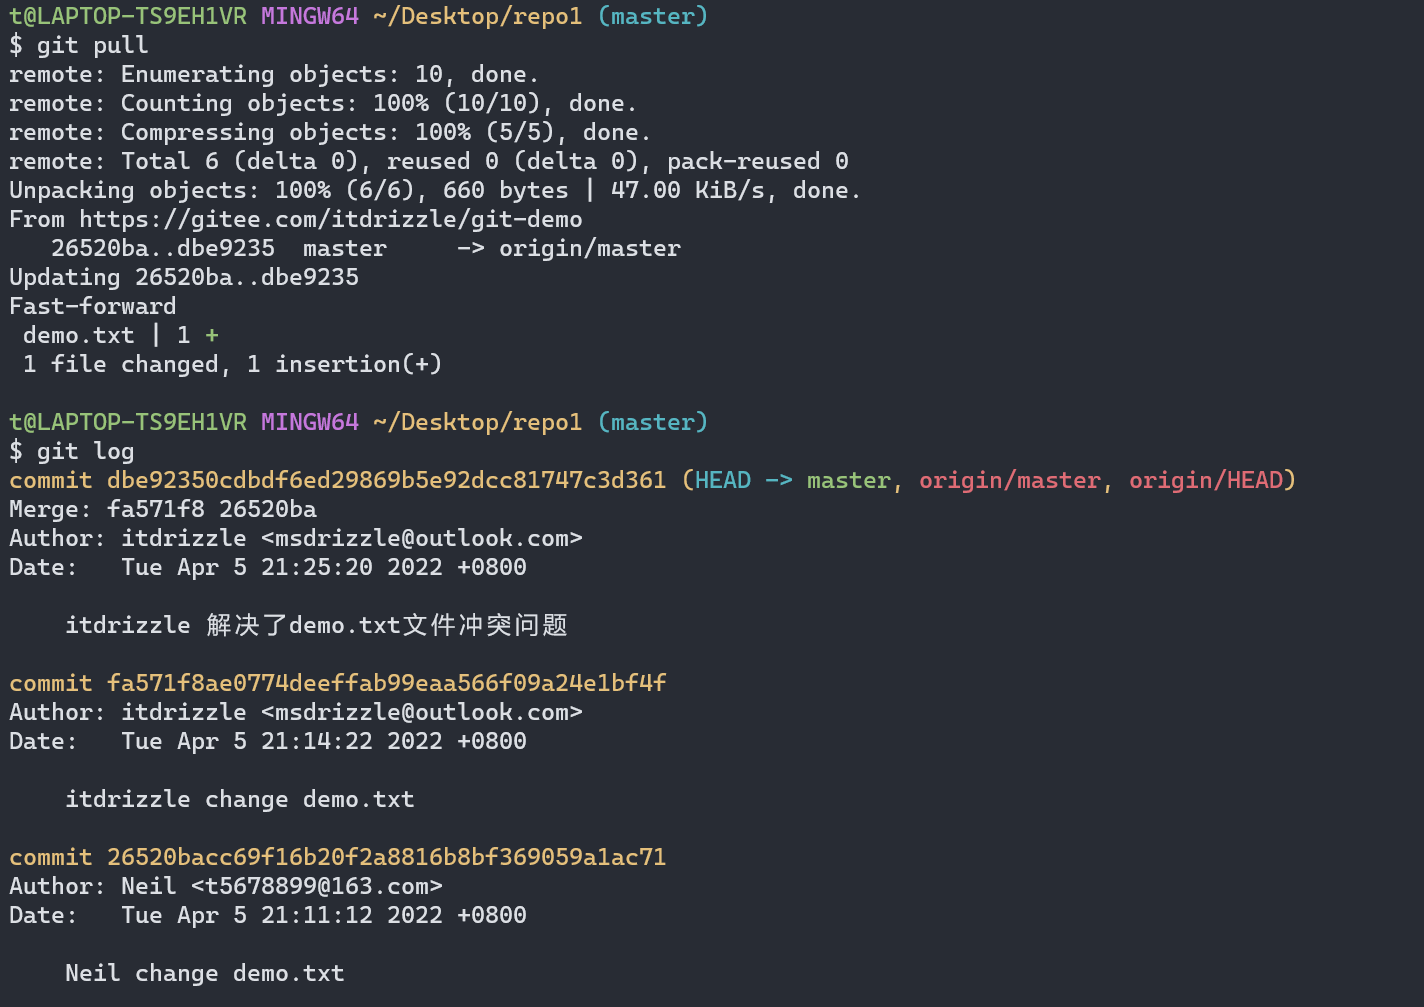 t@LAPTOP-TS9EH1VR MINGW64 ~/Desktop/repo1 (master)
$ git pull
remote: Enumerating objects: 10, done.
remote: Counting objects: 100% (10/10), done.
remote: Compressing objects: 100% (5/5), done.
remote: Total 6 (delta 0), reused 0 (delta 0), pack-reused 0
Unpacking objects: 100% (6/6), 660 bytes | 47.00 KiB/s, done.
From https://gitee.com/itdrizzle/git-demo
   26520ba..dbe9235  master     -> origin/master
Updating 26520ba..dbe9235
Fast-forward
 demo.txt | 1 +
 1 file changed, 1 insertion(+)
t@LAPTOP-TS9EH1VR MINGW64 ~/Desktop/repo1 (master)
$ git log
commit dbe92350cdbdf6ed29869b5e92dcc81747c3d361 (HEAD -> master, origin/master, origin/HEAD)
Merge: fa571f8 26520ba
Author: itdrizzle <msdrizzle@outlook.com>
Date:   Tue Apr 5 21:25:20 2022 +0800
    itdrizzle 解决了demo.txt文件冲突问题
commit fa571f8ae0774deeffab99eaa566f09a24e1bf4f
Author: itdrizzle <msdrizzle@outlook.com>
Date:   Tue Apr 5 21:14:22 2022 +0800
    itdrizzle change demo.txt
commit 26520bacc69f16b20f2a8816b8bf369059a1ac71
Author: Neil <t5678899@163.com>
Date:   Tue Apr 5 21:11:12 2022 +0800
    Neil change demo.txt